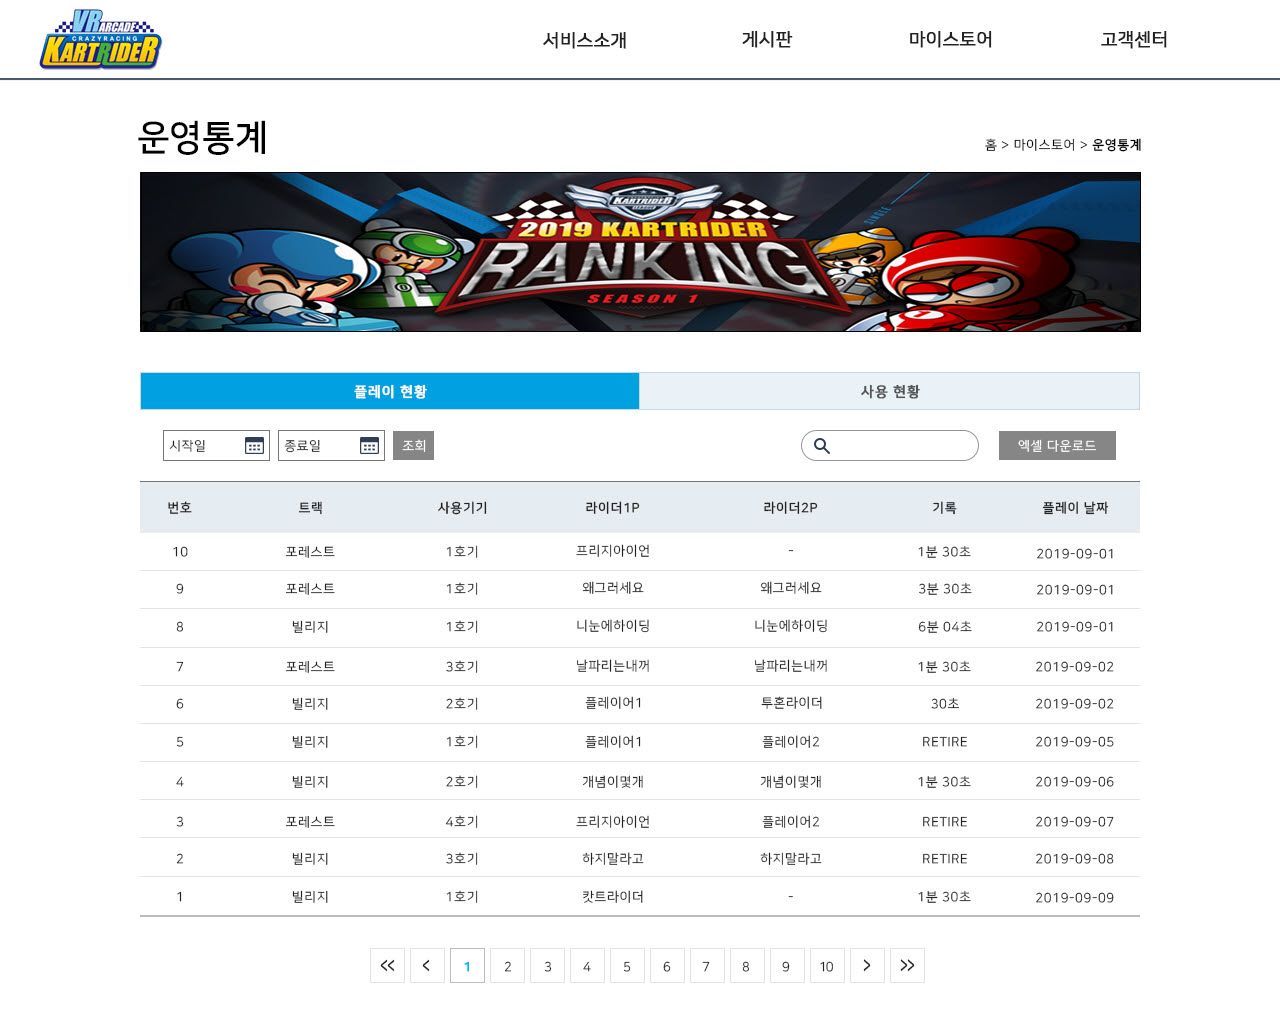 VR ARCADE
CRAZYRACING
KARTRIDER
서비스소개 게시판 마이스토어 고객센터
운영통계
홈 > 마이스토어 > 운영통계
KARTRIDER
LEAGUE
SINGLE
2019 KARTRIDER
RANKING
SEASON 1
플레이 현황 사용 현황
시작일 종료일 조회 엑셀 다운로드
번호 트랙 사용기기 라이더1P 라이더2P 기록 플레이 날짜
10 포레스트 1호기 프리지아이언 - 1분 30초 2019-09-01
9 포레스트 1호기 왜그러세요 왜그러세요 3분 30초 2019-09-01
8 빌리지 1호기 니눈에하이딩 니눈에하이딩 6분 04초 2019-09-01
7 포레스트 3호기 날파리는내꺼 날파리는내꺼 1분 30초 2019-09-02
6 빌리지 2호기 플레이어1 투혼라이더 30초 2019-09-02
5 빌리지 1호기 플레이어1 플레이어2 RETIRE 2019-09-05
4 빌리지 2호기 개념이몇개 개념이몇개 1분 30초 2019-09-06
3 포레스트 4호기 프리지아이언 플레이어2 RETIRE 2019-09-07
2 빌리지 3호기 하지말라고 하지말라고 RETIRE 2019-09-08
1 빌리지 1호기 캇트라이더 - 1분 30초 2019-09-09
<< < 1 2 3 4 5 6 7 8 9 10 > >>